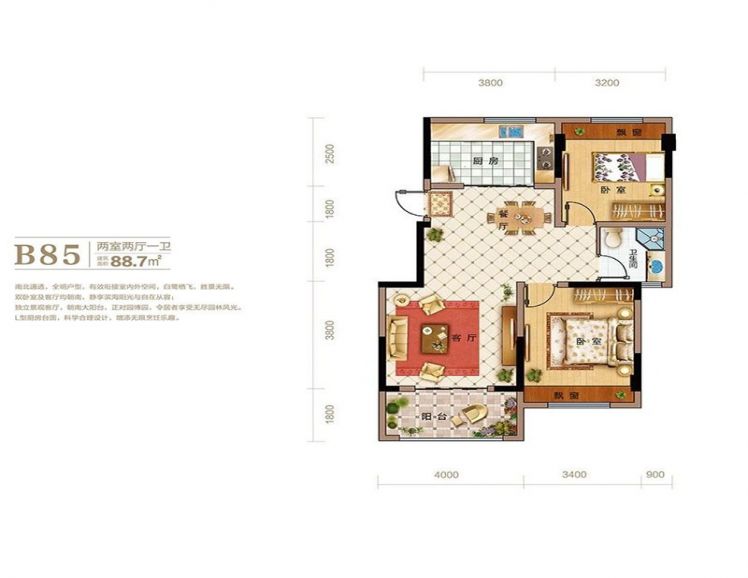 3800 3200
2500
1800
1800
3800
1800
B85
两室两厅一卫
建筑面积 88.7㎡
南北通透，全明户型，有效衔接室内外空间，白鹭栖飞，胜景无限。
双卧室及客厅均朝南，静享滨海阳光与自在从容；
独立景观客厅，朝南大阳台，正对园博园，令居者享受无尽园林风光。
L型厨房台面，科学合理设计，增添无限烹饪乐趣。
厨房
飘窗
卧室
餐厅
卫生间
客厅
卧室
飘窗
阳台
4000 3400 900